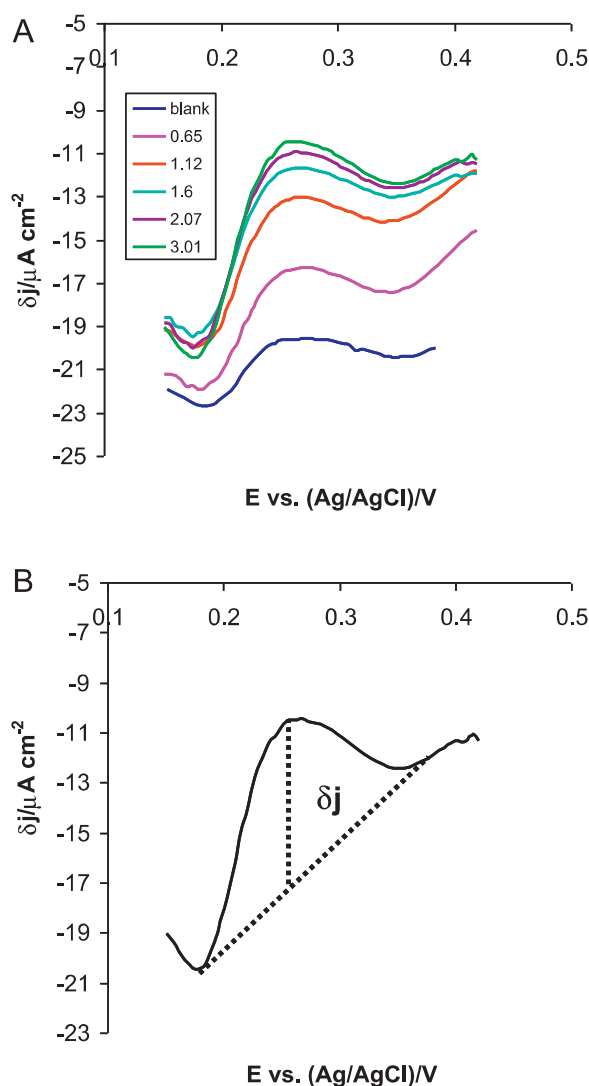 A
-5
0.1 0.2 0.3 0.4 0.5
-7
-9
blank
0.65
1.12
1.6
2.07
3.01
-11
-13
-15
-17
-19
-21
-23
-25
δj/µA cm⁻²
E vs. (Ag/AgCl)/V
B
-5
0.1 0.2 0.3 0.4 0.5
-7
-9
-11
-13
-15
-17
-19
-21
-23
δj/µA cm⁻²
δj
E vs. (Ag/AgCl)/V